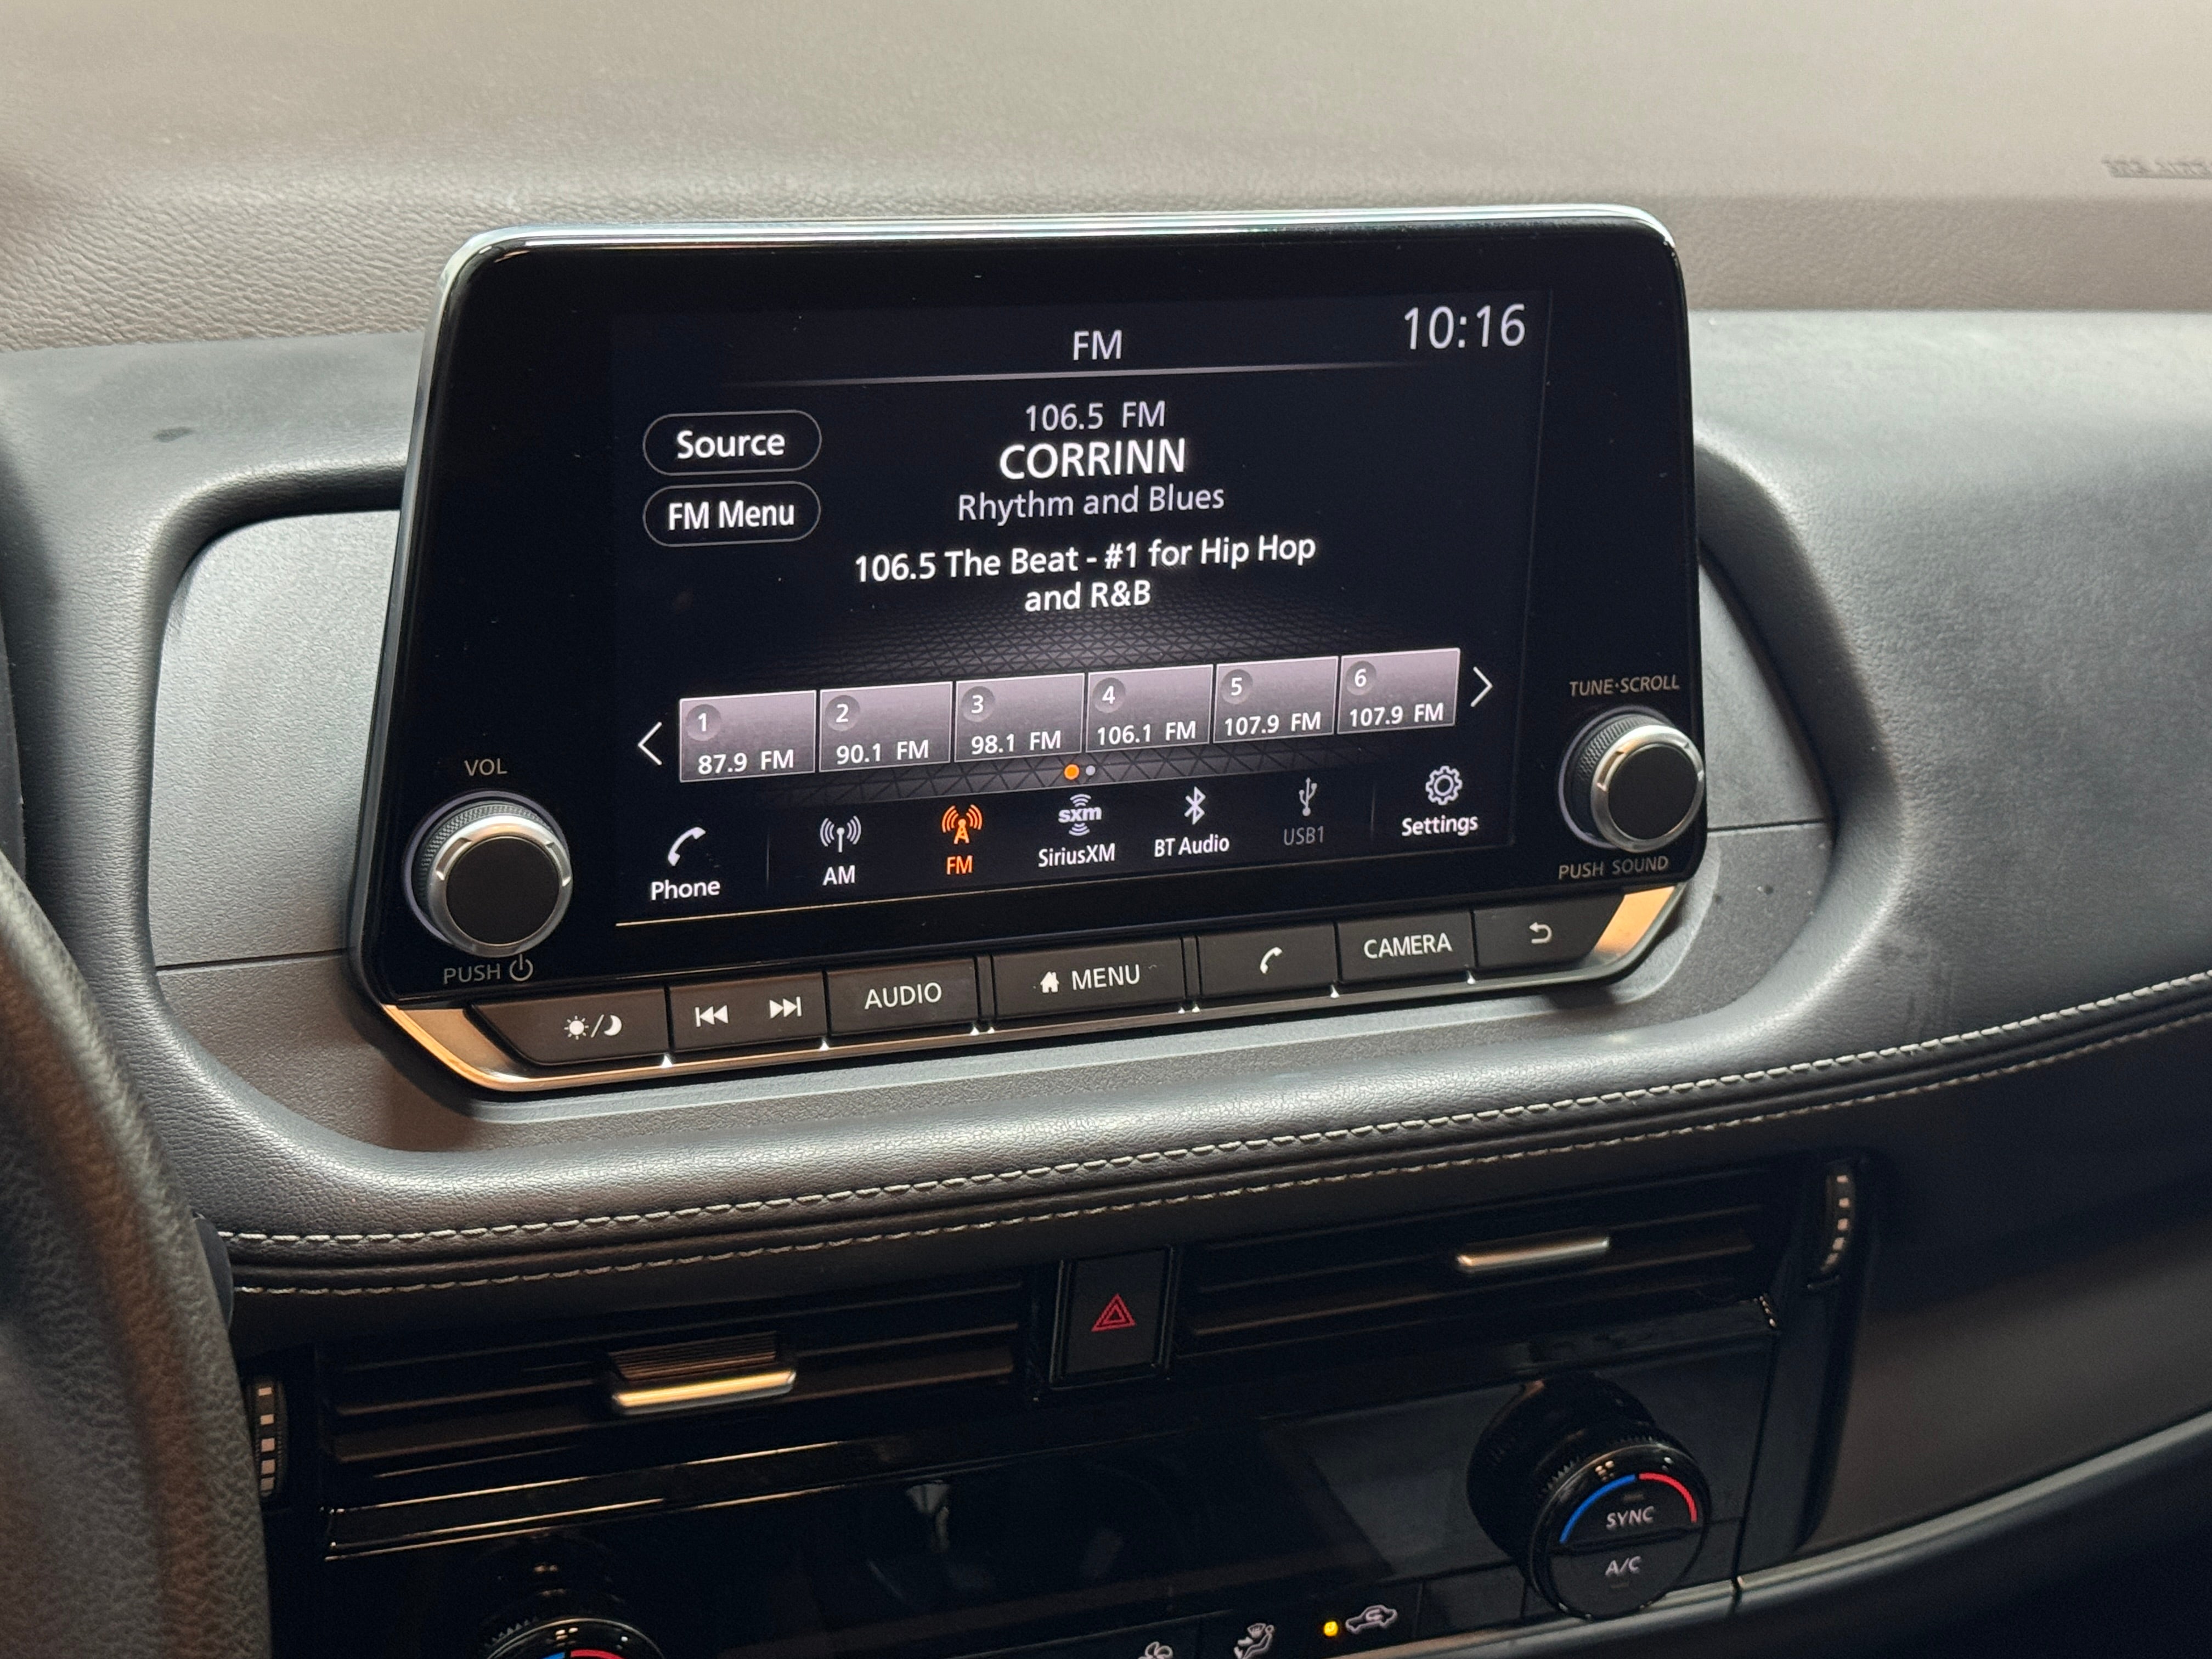 FM
10:16
Source
106.5 FM
CORRINN
FM Menu
Rhythm and Blues
106.5 The Beat - #1 for Hip Hop
and R&B
1
87.9 FM
2
90.1 FM
3
98.1 FM
4
106.1 FM
5
107.9 FM
6
107.9 FM
TUNE·SCROLL
VOL
Phone
AM
FM
sxm
SiriusXM
BT Audio
USB1
Settings
PUSH SOUND
PUSH
AUDIO
MENU
CAMERA
SYNC
A/C